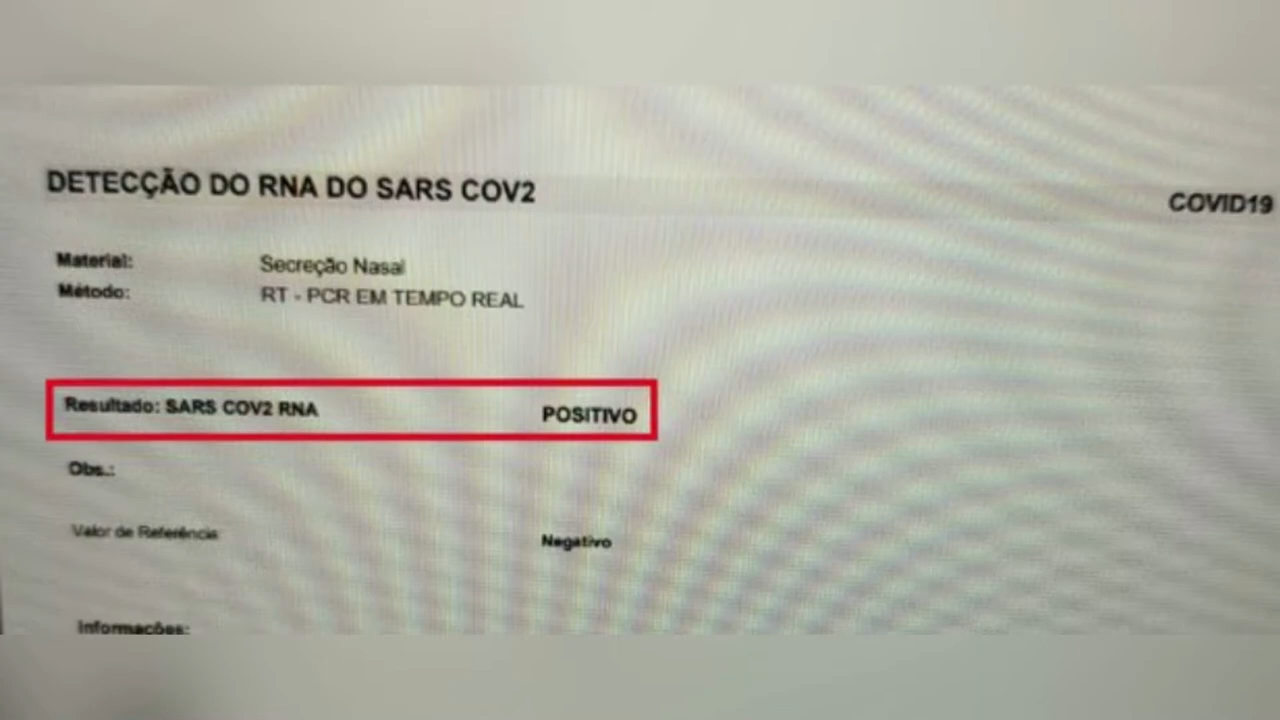 DETECÇÃO DO RNA DO SARS COV2
COVID19
Material: Secreção Nasal
Método: RT - PCR EM TEMPO REAL
Resultado: SARS COV2 RNA POSITIVO
Obs.:
Valor de Referência Negativo
Informações: